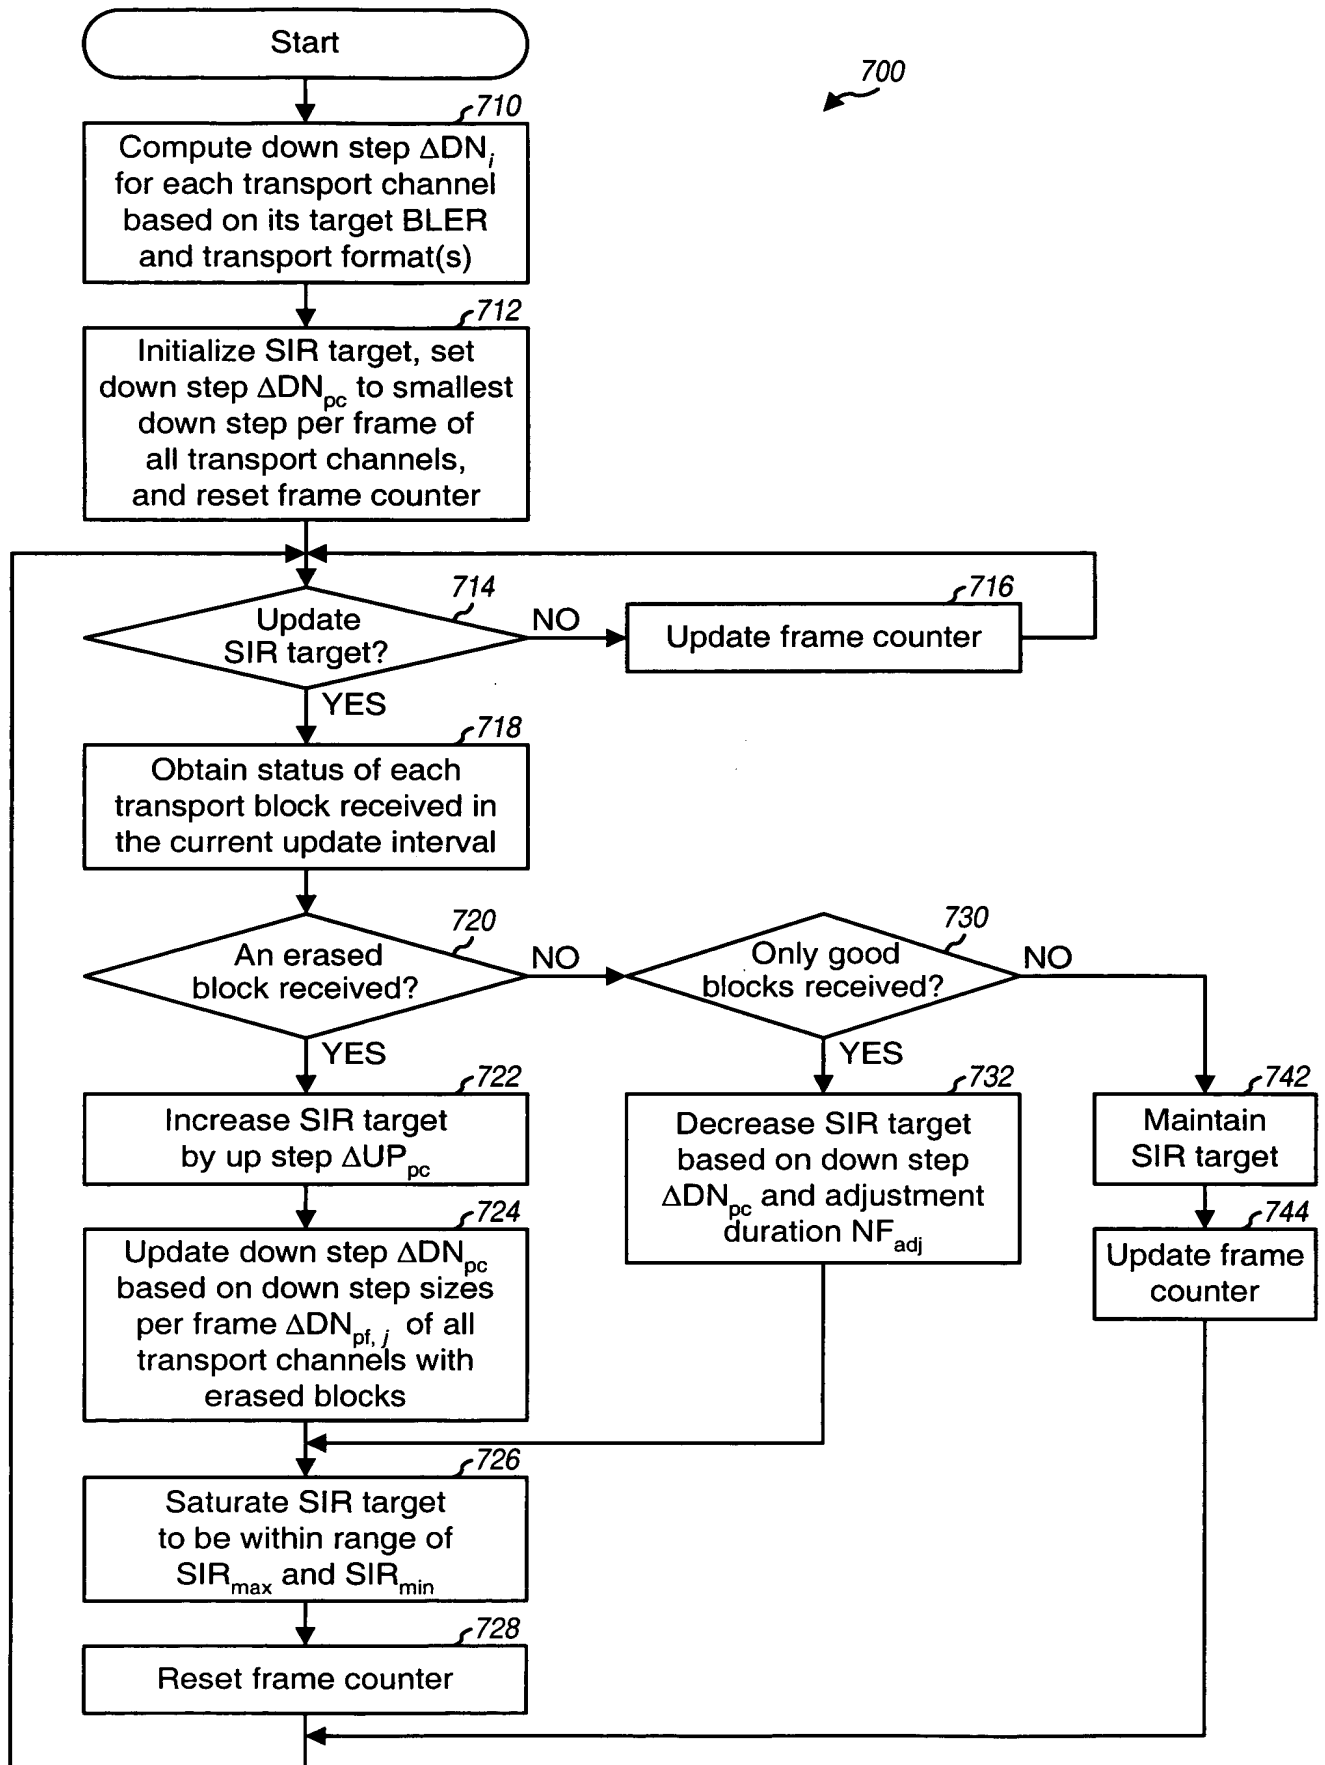 Start
700
710
Compute down step ΔDNi
for each transport channel
based on its target BLER
and transport format(s)
712
Initialize SIR target, set
down step ΔDNpc to smallest
down step per frame of
all transport channels,
and reset frame counter
714
Update
SIR target?
NO
716
Update frame counter
YES
718
Obtain status of each
transport block received in
the current update interval
720
An erased
block received?
NO
730
Only good
blocks received?
NO
YES
YES
722
Increase SIR target
by up step ΔUPpc
732
Decrease SIR target
based on down step
ΔDNpc and adjustment
duration NFadj
742
Maintain
SIR target
724
Update down step ΔDNpc
based on down step sizes
per frame ΔDNpf, j of all
transport channels with
erased blocks
744
Update frame
counter
726
Saturate SIR target
to be within range of
SIRmax and SIRmin
728
Reset frame counter